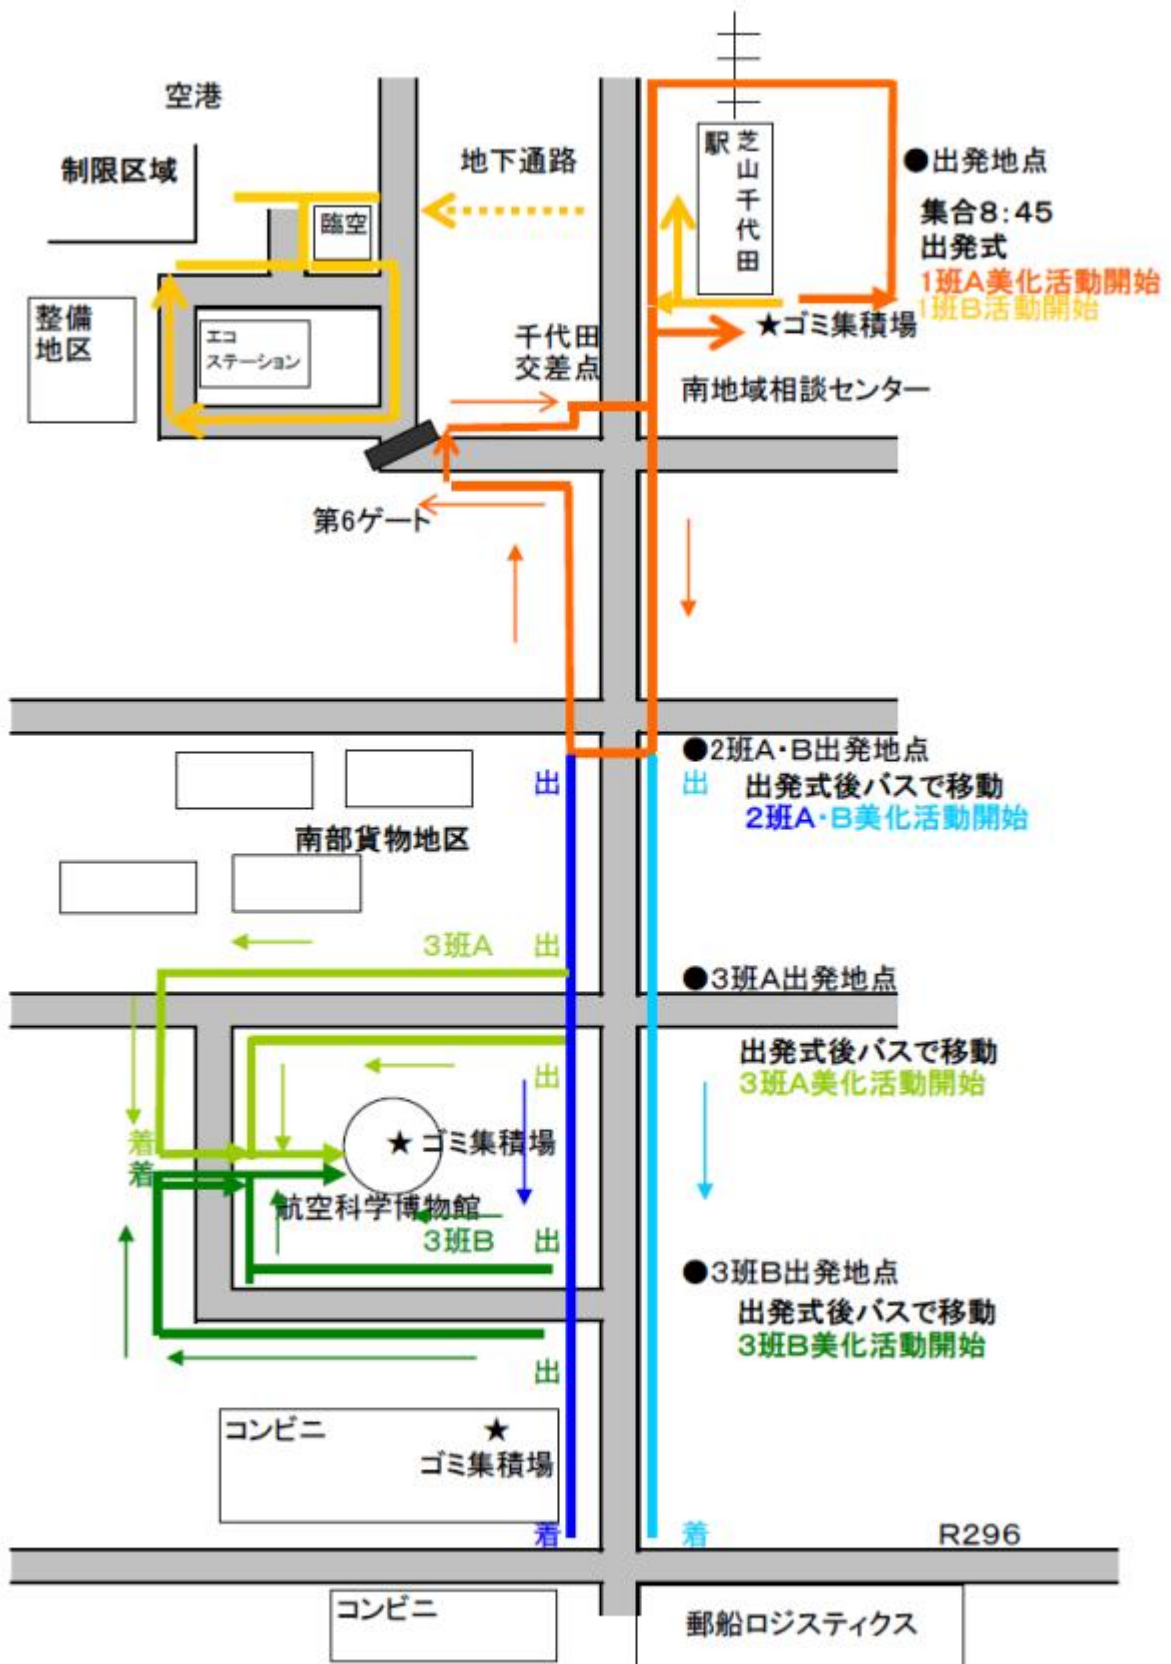 空港
制限区域
地下通路
臨空
芝山千代田
駅
●出発地点
集合8:45
出発式
1班A美化活動開始
1班B活動開始
★ゴミ集積場
整備
地区
エコ
ステーション
千代田
交差点
南地域相談センター
第6ゲート
●2班A・B出発地点
出
出
出発式後バスで移動
2班A・B美化活動開始
南部貨物地区
3班A 出
●3班A出発地点
出発式後バスで移動
3班A美化活動開始
出
着
★ゴミ集積場
着
航空科学博物館
3班B 出
●3班B出発地点
出発式後バスで移動
3班B美化活動開始
出
コンビニ
★
ゴミ集積場
着
着
R296
コンビニ
郵船ロジスティクス